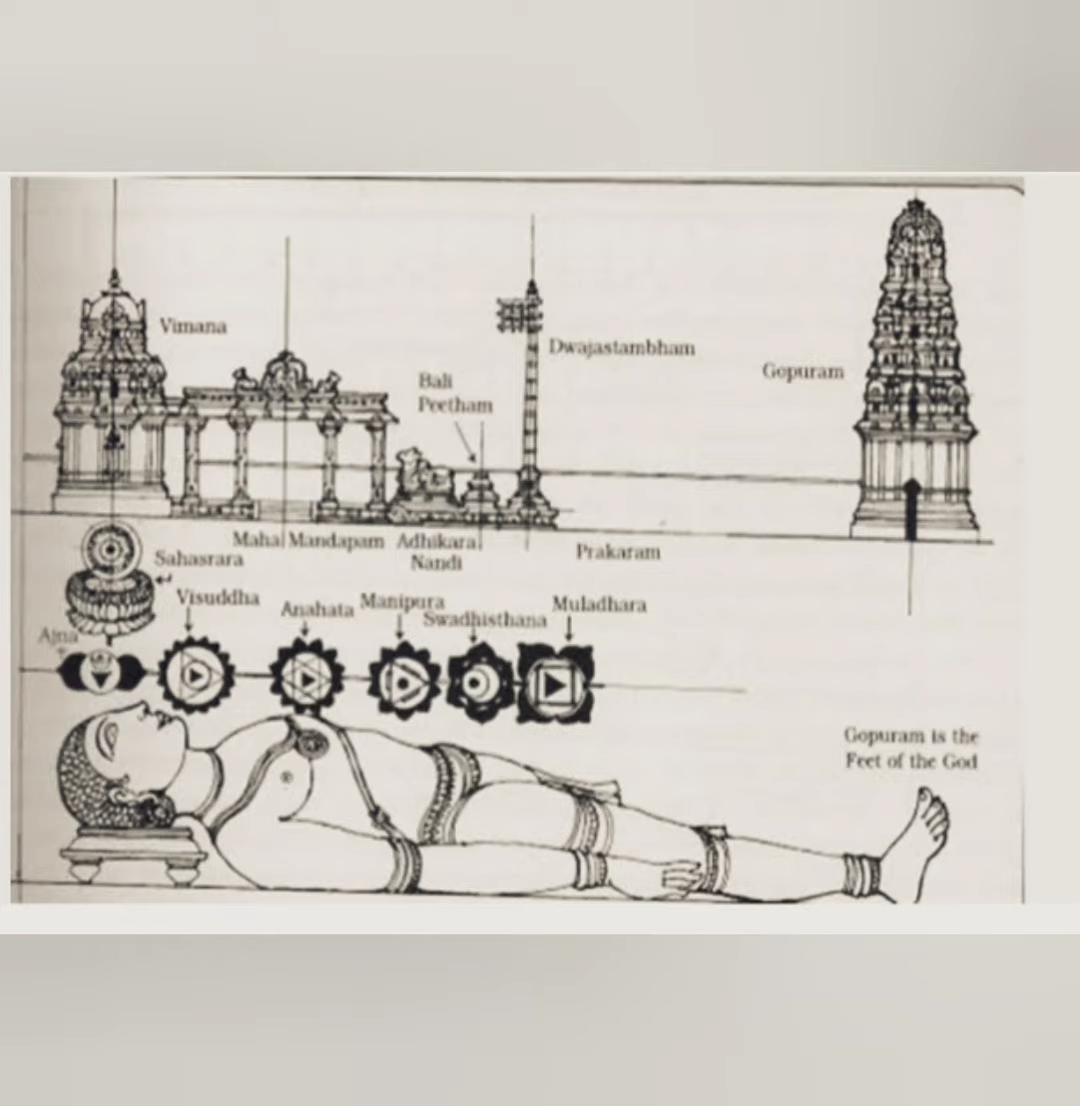 Vimana
Dwajastambham
Gopuram
Bali
Peetham
Maha Mandapam
Adhikara
Nandi
Prakaram
Sahasrara
Visuddha
Anahata
Manipura
Swadhisthana
Muladhara
Ajna
Gopuram is the
Feet of the God